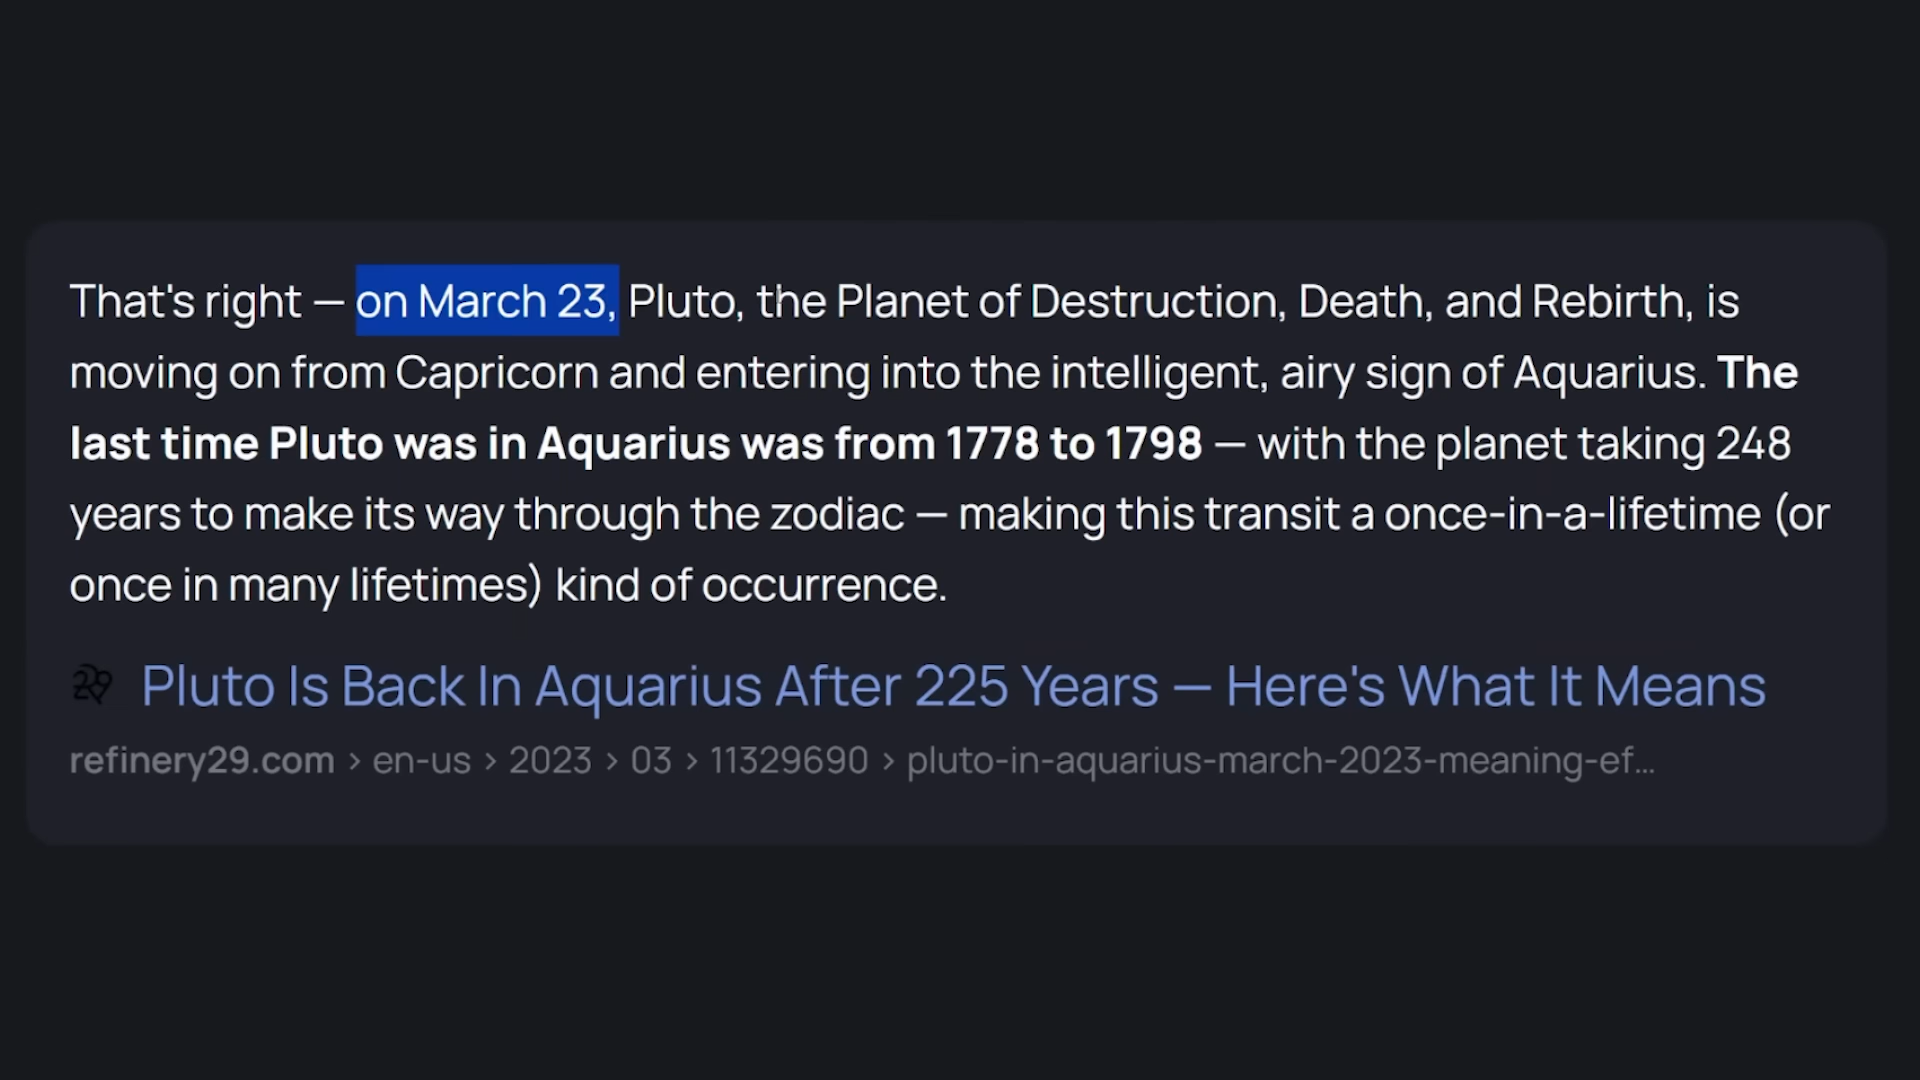 That's right — on March 23, Pluto, the Planet of Destruction, Death, and Rebirth, is
moving on from Capricorn and entering into the intelligent, airy sign of Aquarius. The
last time Pluto was in Aquarius was from 1778 to 1798 — with the planet taking 248
years to make its way through the zodiac — making this transit a once-in-a-lifetime (or
once in many lifetimes) kind of occurrence.
29 Pluto Is Back In Aquarius After 225 Years — Here's What It Means
refinery29.com › en-us › 2023 › 03 › 11329690 › pluto-in-aquarius-march-2023-meaning-ef...